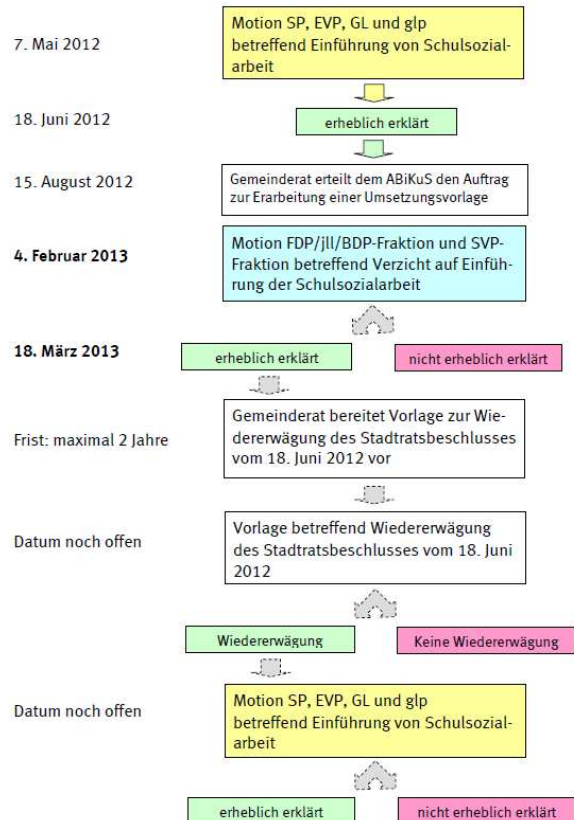 7. Mai 2012
Motion SP, EVP, GL und glp
betreffend Einführung von Schulsozial-
arbeit
18. Juni 2012
erheblich erklärt
15. August 2012
Gemeinderat erteilt dem ABiKuS den Auftrag
zur Erarbeitung einer Umsetzungsvorlage
4. Februar 2013
Motion FDP/jll/BDP-Fraktion und SVP-
Fraktion betreffend Verzicht auf Einfüh-
rung der Schulsozialarbeit
18. März 2013
erheblich erklärt
nicht erheblich erklärt
Frist: maximal 2 Jahre
Gemeinderat bereitet Vorlage zur Wie-
dererwägung des Stadtratsbeschlusses
vom 18. Juni 2012 vor
Datum noch offen
Vorlage betreffend Wiedererwägung
des Stadtratsbeschlusses vom 18. Juni
2012
Wiedererwägung
Keine Wiedererwägung
Datum noch offen
Motion SP, EVP, GL und glp
betreffend Einführung von Schulsozial-
arbeit
erheblich erklärt
nicht erheblich erklärt